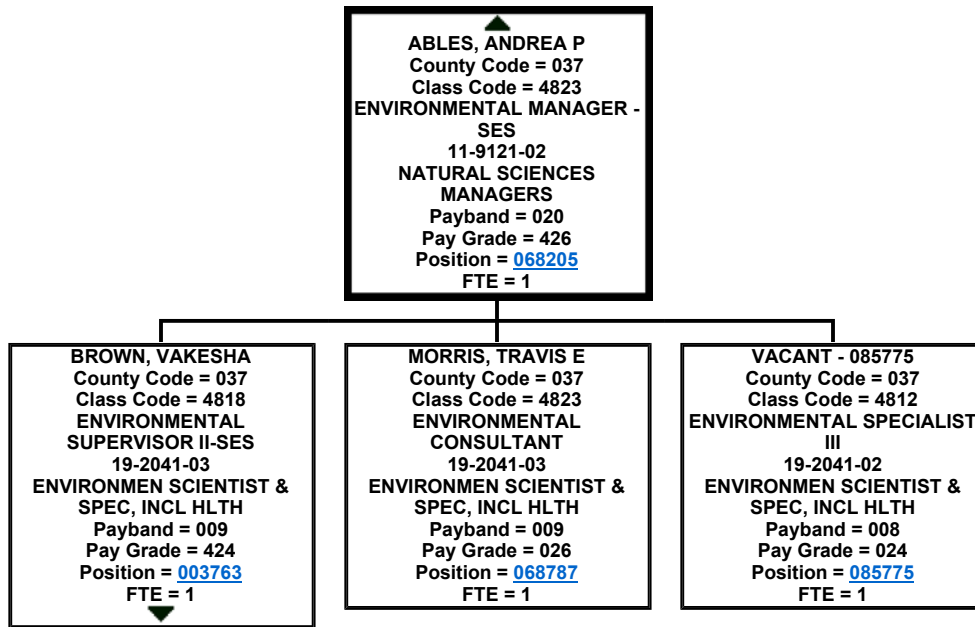 ABLES, ANDREA P
County Code = 037
Class Code = 4823
ENVIRONMENTAL MANAGER -
SES
11-9121-02
NATURAL SCIENCES
MANAGERS
Payband = 020
Pay Grade = 426
Position = 068205
FTE = 1
BROWN, VAKESHA
County Code = 037
Class Code = 4818
ENVIRONMENTAL
SUPERVISOR II-SES
19-2041-03
ENVIRONMEN SCIENTIST &
SPEC, INCL HLTH
Payband = 009
Pay Grade = 424
Position = 003763
FTE = 1
MORRIS, TRAVIS E
County Code = 037
Class Code = 4823
ENVIRONMENTAL
CONSULTANT
19-2041-03
ENVIRONMEN SCIENTIST &
SPEC, INCL HLTH
Payband = 009
Pay Grade = 026
Position = 068787
FTE = 1
VACANT - 085775
County Code = 037
Class Code = 4812
ENVIRONMENTAL SPECIALIST
III
19-2041-02
ENVIRONMEN SCIENTIST &
SPEC, INCL HLTH
Payband = 008
Pay Grade = 024
Position = 085775
FTE = 1